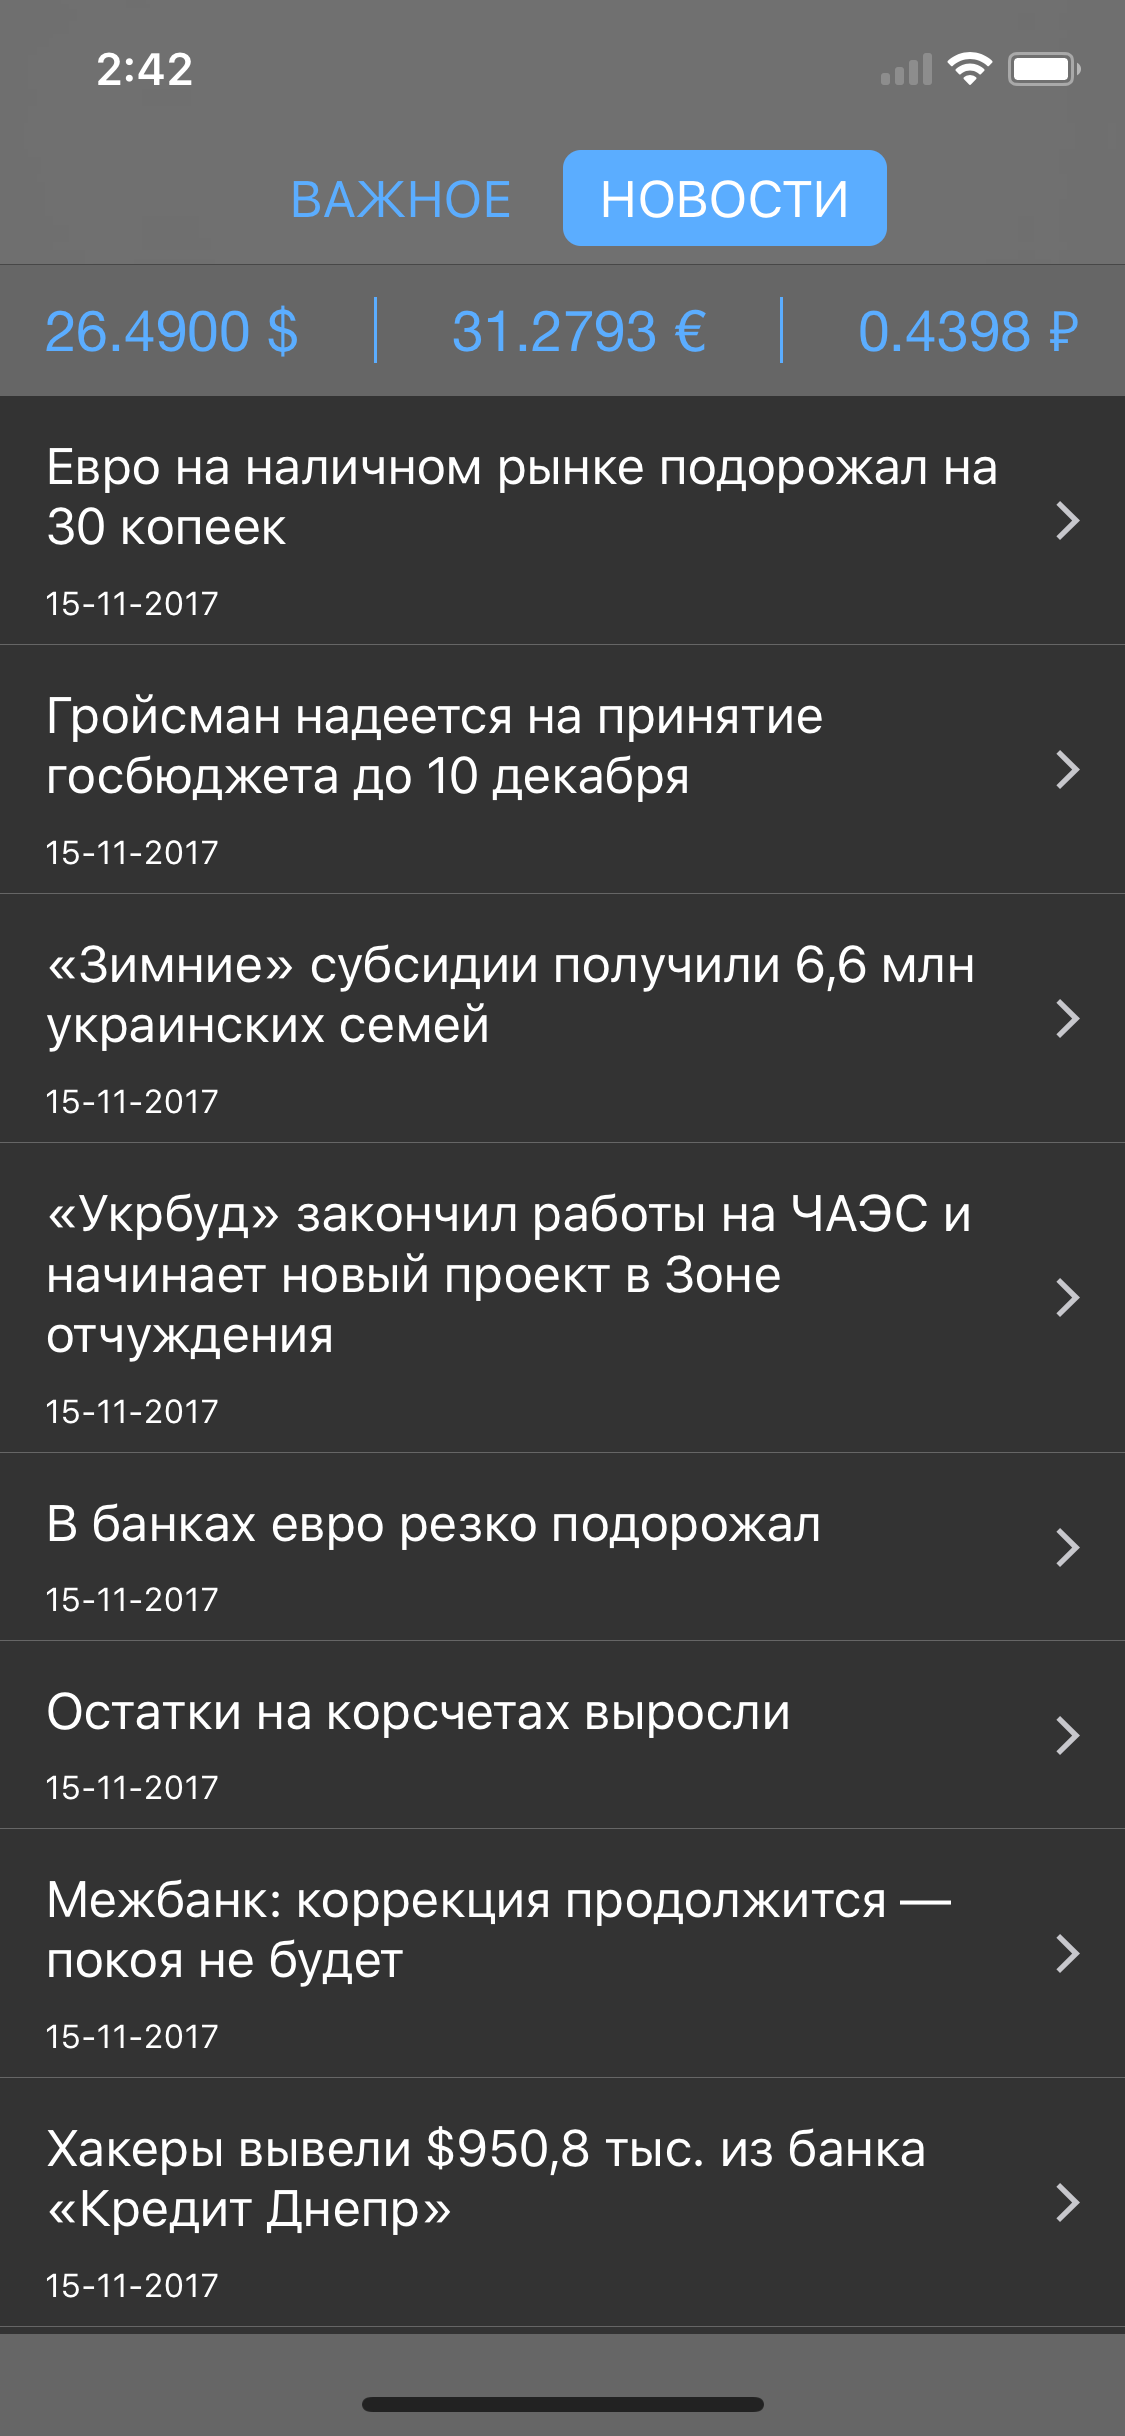 2:42
ВАЖНОЕ НОВОСТИ
26.4900 $ 31.2793 € 0.4398 ₽
Евро на наличном рынке подорожал на
30 копеек
15-11-2017
Гройсман надеется на принятие
госбюджета до 10 декабря
15-11-2017
«Зимние» субсидии получили 6,6 млн
украинских семей
15-11-2017
«Укрбуд» закончил работы на ЧАЭС и
начинает новый проект в Зоне
отчуждения
15-11-2017
В банках евро резко подорожал
15-11-2017
Остатки на корсчетах выросли
15-11-2017
Межбанк: коррекция продолжится —
покоя не будет
15-11-2017
Хакеры вывели $950,8 тыс. из банка
«Кредит Днепр»
15-11-2017